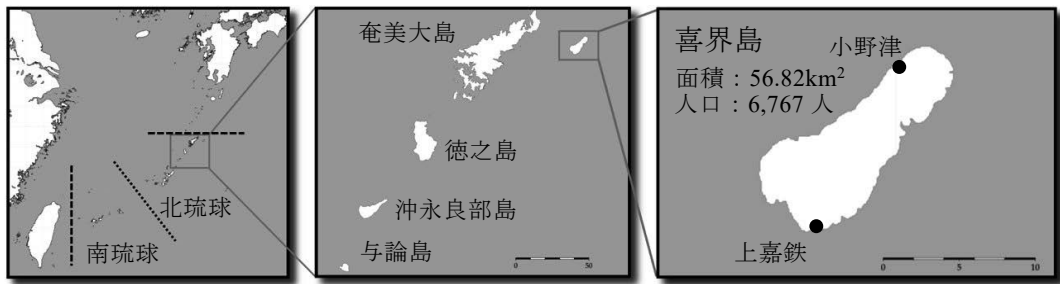 北琉球
南琉球
奄美大島
徳之島
沖永良部島
与論島
0 50
喜界島
面積：56.82km²
人口：6,767 人
小野津
上嘉鉄
0 5 10